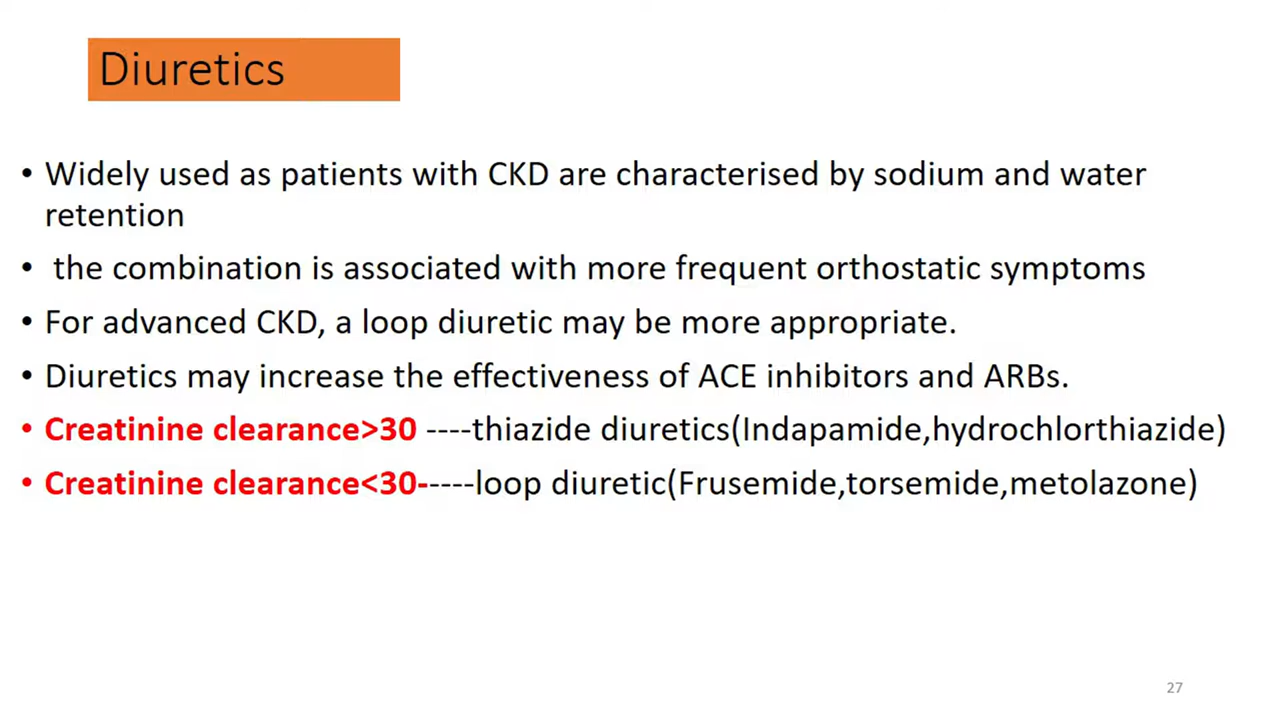 Diuretics
• Widely used as patients with CKD are characterised by sodium and water
retention
• the combination is associated with more frequent orthostatic symptoms
• For advanced CKD, a loop diuretic may be more appropriate.
• Diuretics may increase the effectiveness of ACE inhibitors and ARBs.
• Creatinine clearance>30 ----thiazide diuretics(Indapamide,hydrochlorthiazide)
• Creatinine clearance<30-----loop diuretic(Frusemide,torsemide,metolazone)
27